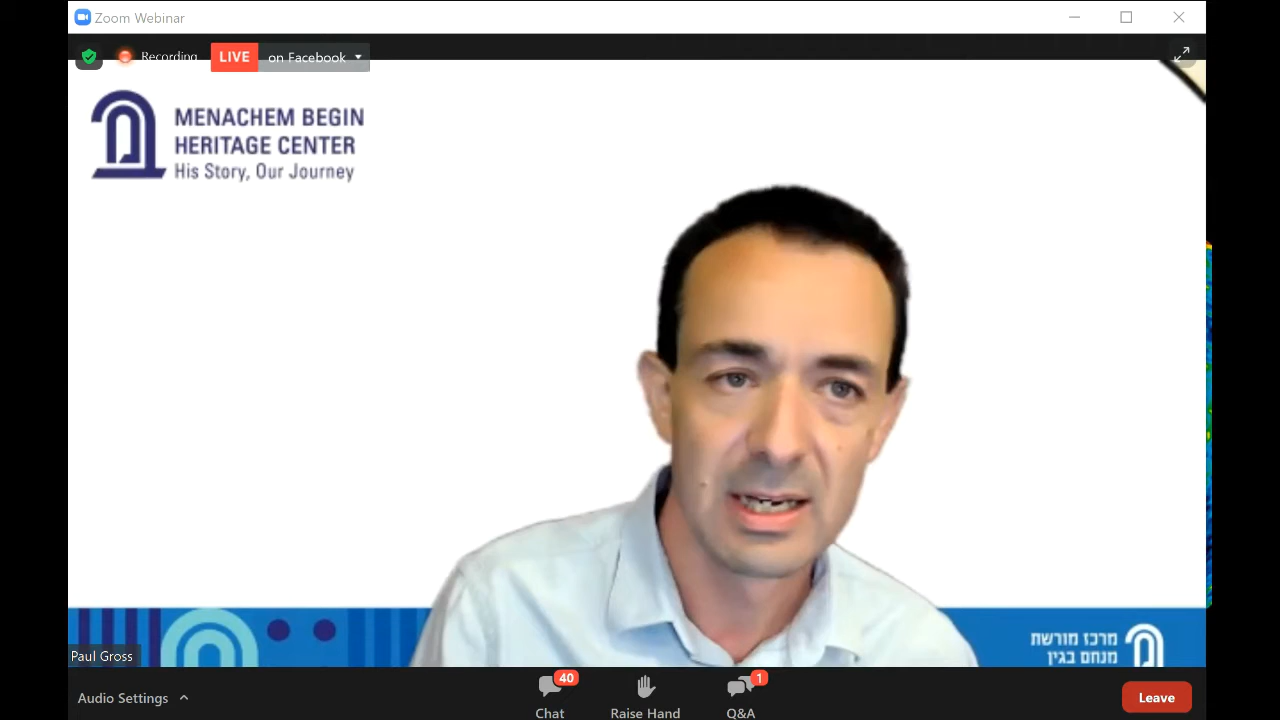 Zoom Webinar
Recording
LIVE
on Facebook
MENACHEM BEGIN
HERITAGE CENTER
His Story, Our Journey
מרכז מורשת
מנחם בגין
Paul Gross
Audio Settings
40
Chat
Raise Hand
1
Q&A
Leave